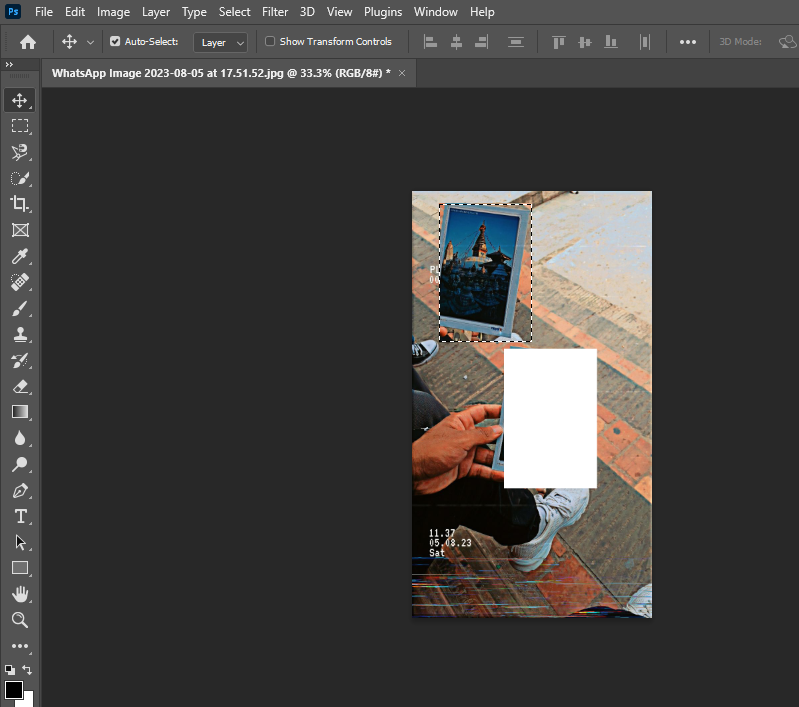 Ps File Edit Image Layer Type Select Filter 3D View Plugins Window Help
Auto-Select: Layer Show Transform Controls 3D Mode:
WhatsApp Image 2023-08-05 at 17.51.52.jpg @ 33.3% (RGB/8#) * ×
11.37
05.08.23
Sat